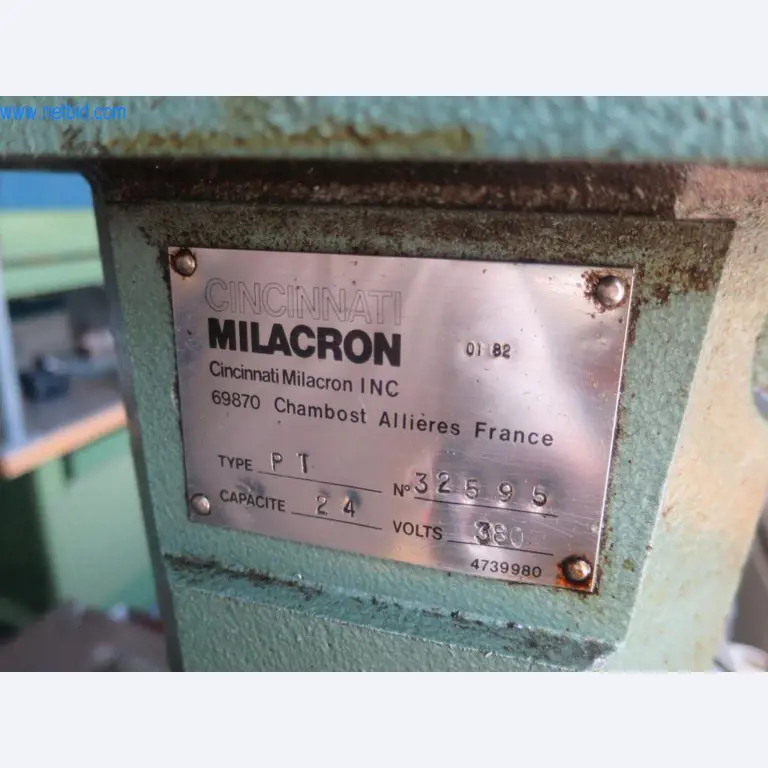 www.netbid.com
CINCINNATI
MILACRON
01 82
Cincinnati Milacron INC
69870 Chambost Allières France
TYPE PT
N° 32595
CAPACITE 24
VOLTS 380
4739980